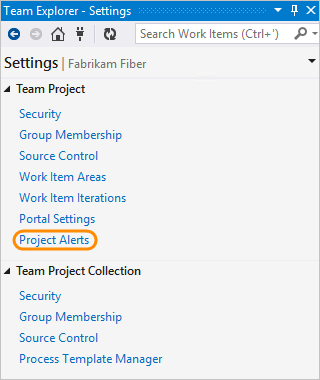 Team Explorer - Settings
Search Work Items (Ctrl+')
Settings | Fabrikam Fiber
Team Project
Security
Group Membership
Source Control
Work Item Areas
Work Item Iterations
Portal Settings
Project Alerts
Team Project Collection
Security
Group Membership
Source Control
Process Template Manager